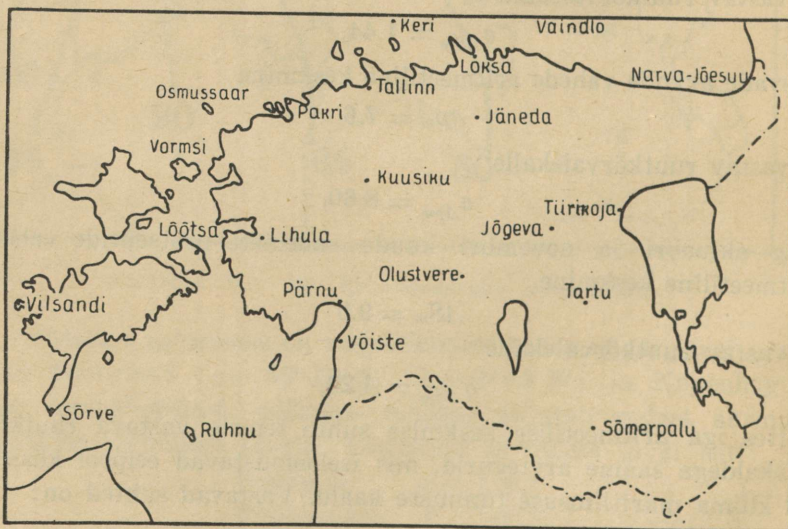 Keri
Vaindlo
Loksa
Narva-Jõesuu
Tallinn
Osmussaar
Pakri
Jäneda
Vormsi
Kuusiku
Tiirikoja
Lõõtsa
Lihula
Jõgeva
Olustvere
Vilsandi
Pärnu
Tartu
Võiste
Sõrve
Ruhnu
Sõmerpalu